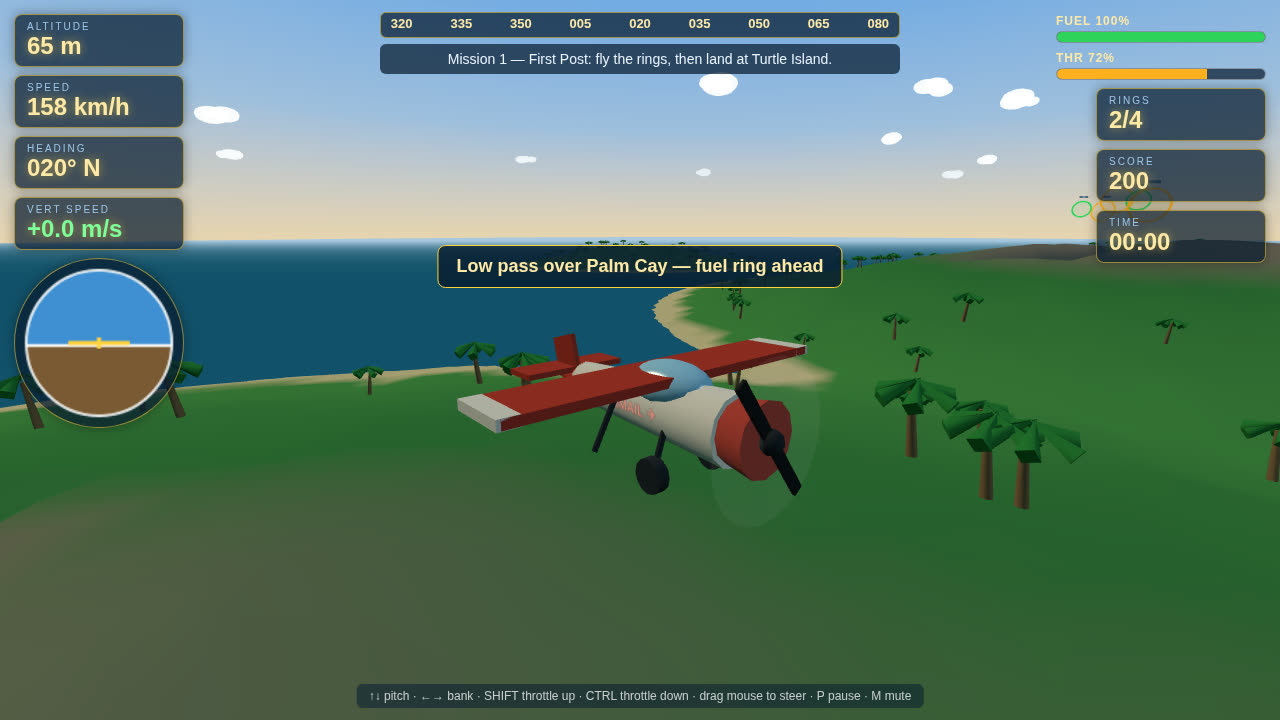 ALTITUDE
65 m
SPEED
158 km/h
HEADING
020° N
VERT SPEED
+0.0 m/s
320 335 350 005 020 035 050 065 080
Mission 1 — First Post: fly the rings, then land at Turtle Island.
FUEL 100%
THR 72%
RINGS
2/4
SCORE
200
TIME
00:00
Low pass over Palm Cay — fuel ring ahead
↑↓ pitch · ←→ bank · SHIFT throttle up · CTRL throttle down · drag mouse to steer · P pause · M mute